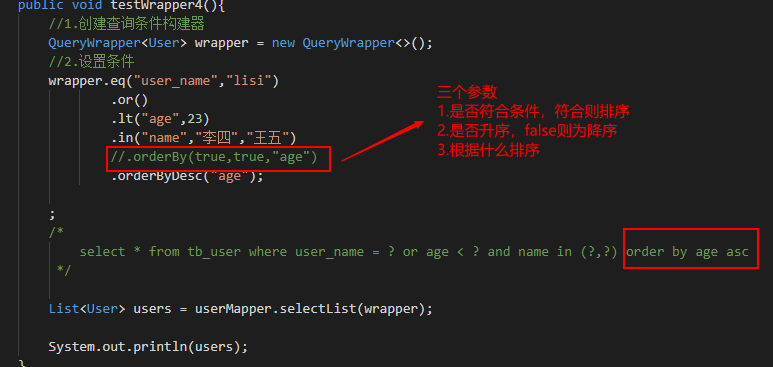 public void testWrapper4(){
//1.创建查询条件构建器
QueryWrapper<User> wrapper = new QueryWrapper<>();
//2.设置条件
wrapper.eq("user_name","lisi")
.or()
.lt("age",23)
.in("name","李四","王五")
//.orderBy(true,true,"age")
.orderByDesc("age");
三个参数
1.是否符合条件，符合则排序
2.是否升序，false则为降序
3.根据什么排序
;
/*
select * from tb_user where user_name = ? or age < ? and name in (?,?) order by age asc
*/
List<User> users = userMapper.selectList(wrapper);
System.out.println(users);
}